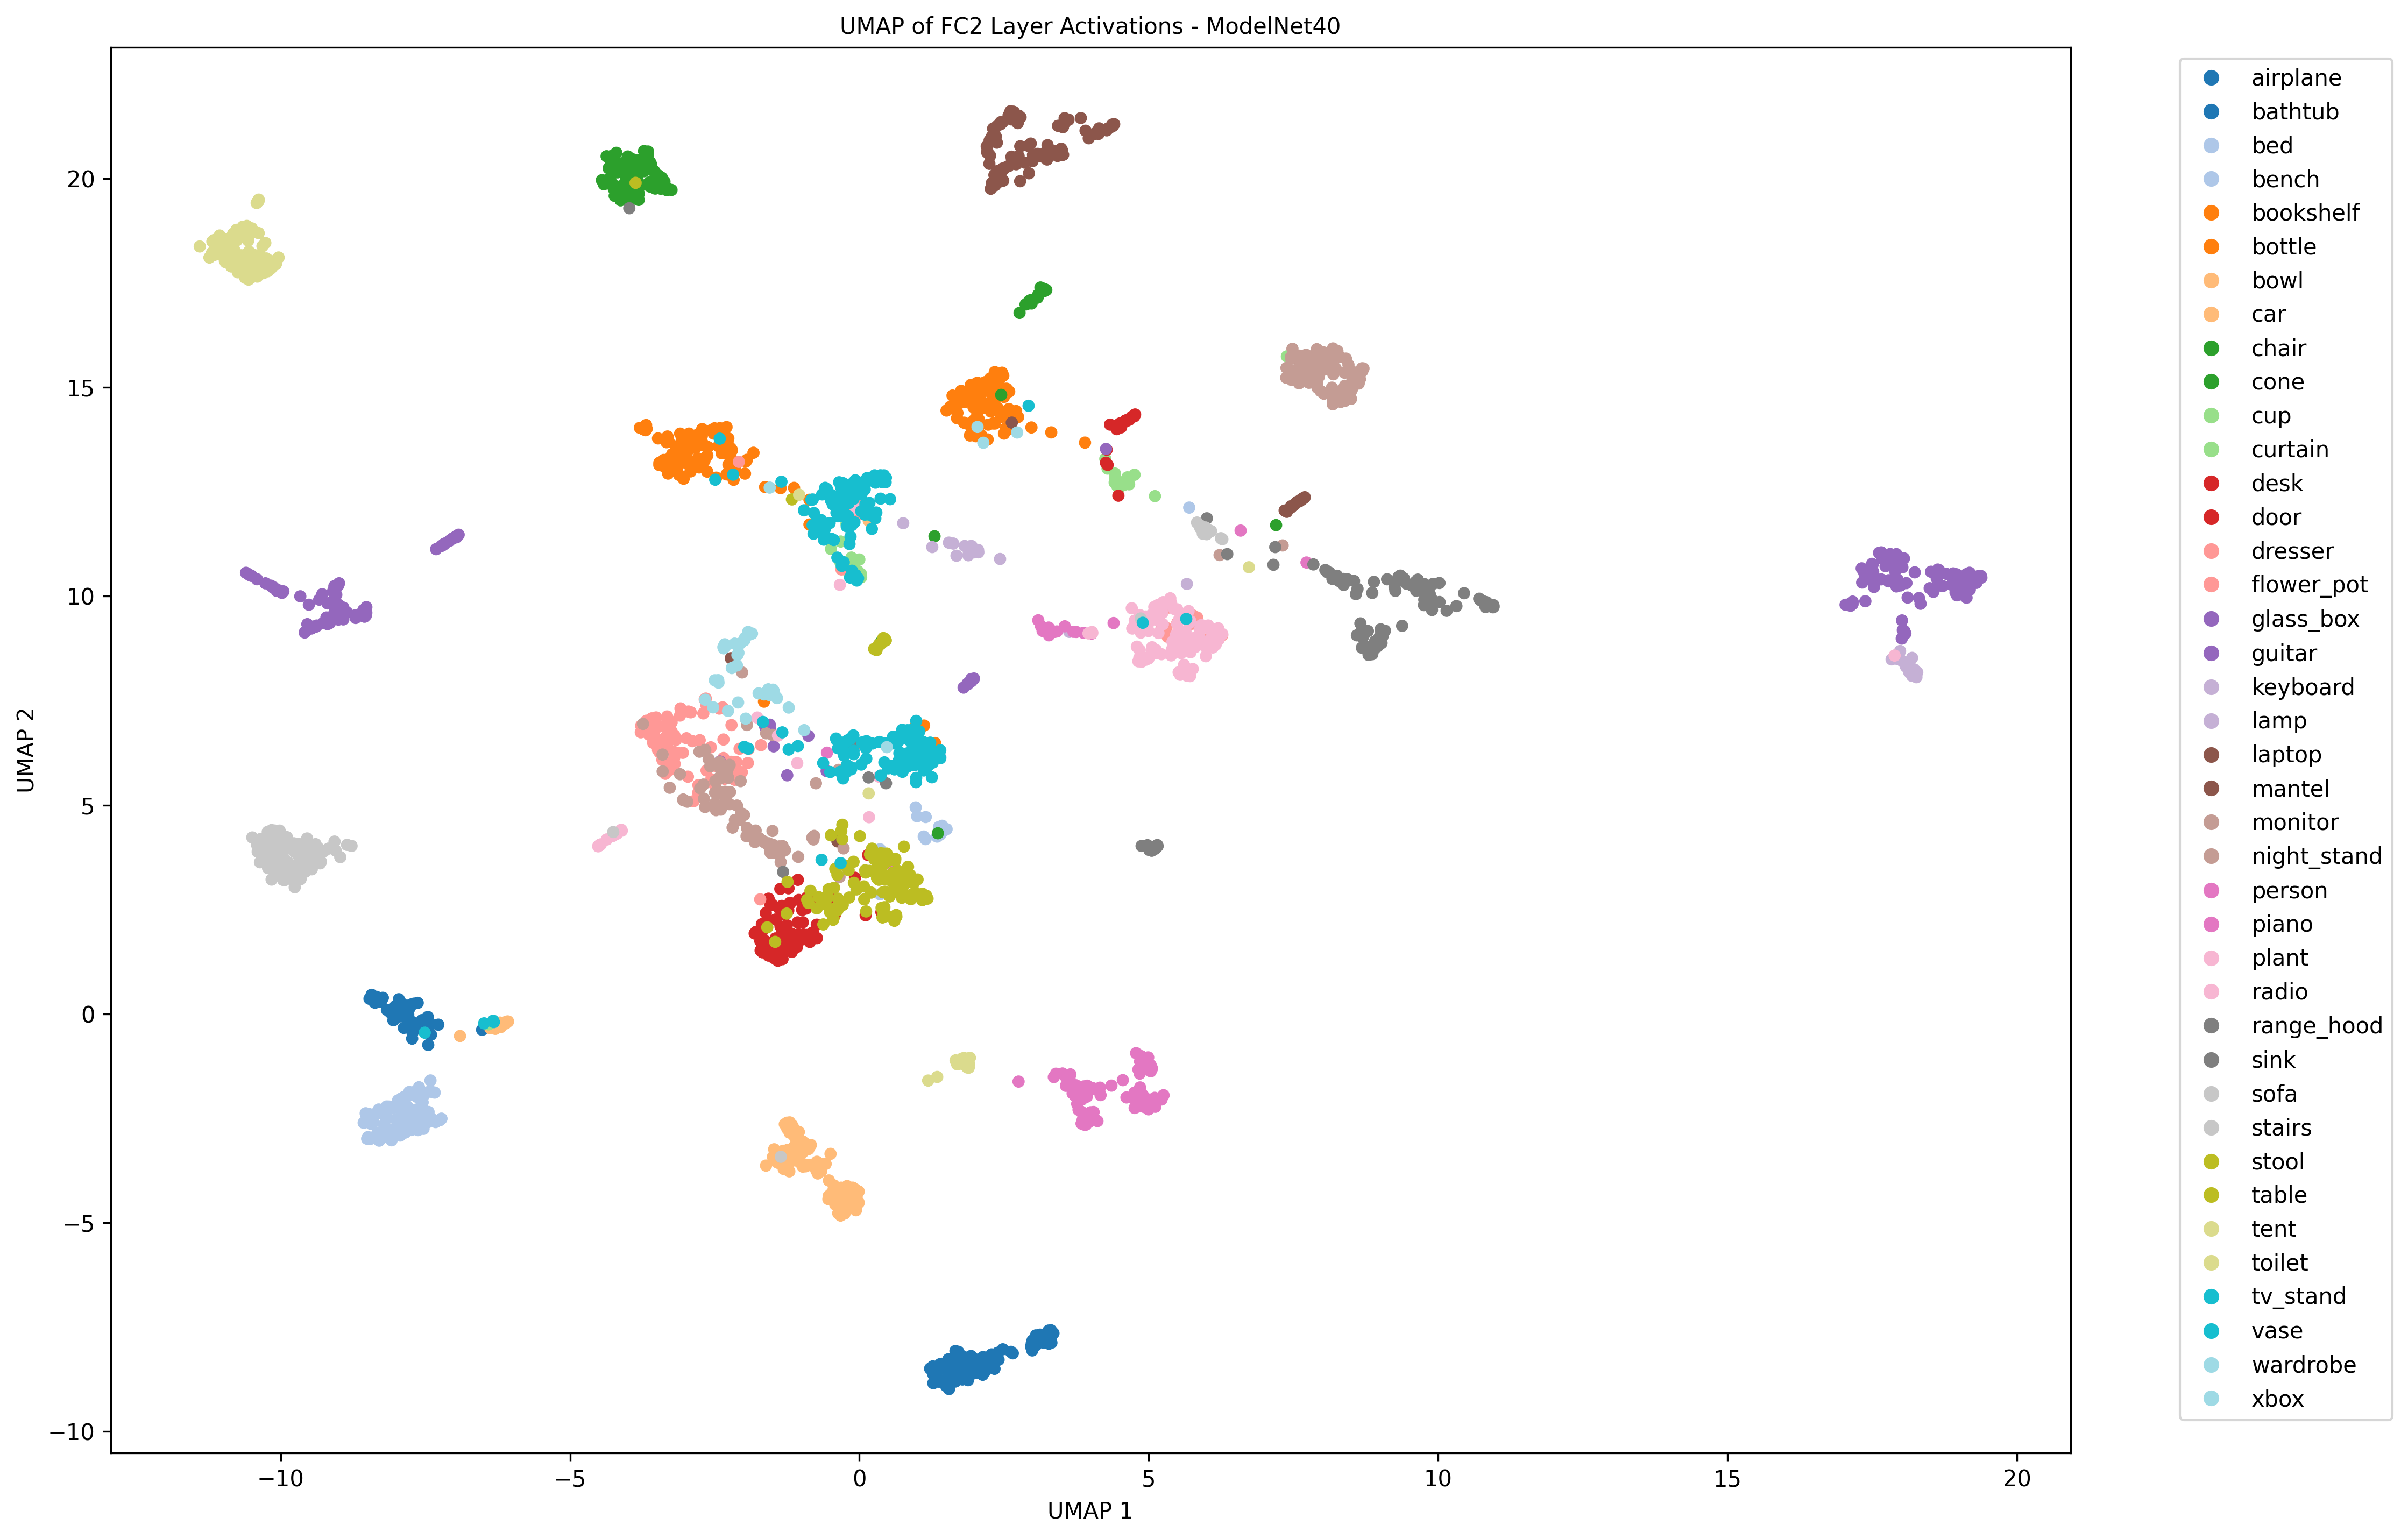 UMAP of FC2 Layer Activations - ModelNet40
UMAP 2
20
15
10
5
0
−5
−10
−10
−5
0
5
10
15
20
UMAP 1
airplane
bathtub
bed
bench
bookshelf
bottle
bowl
car
chair
cone
cup
curtain
desk
door
dresser
flower_pot
glass_box
guitar
keyboard
lamp
laptop
mantel
monitor
night_stand
person
piano
plant
radio
range_hood
sink
sofa
stairs
stool
table
tent
toilet
tv_stand
vase
wardrobe
xbox